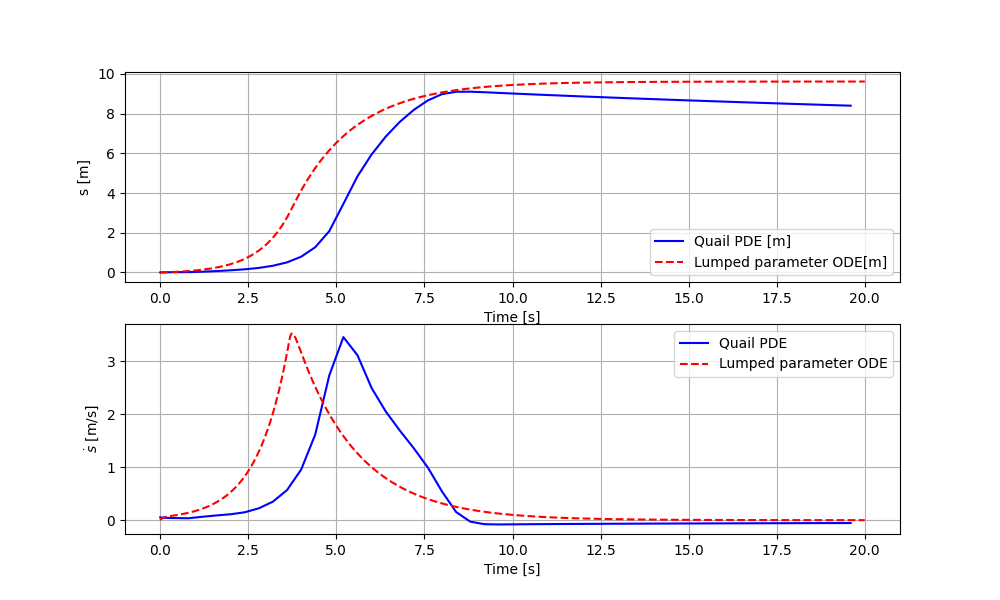 10
8
6
4
2
0
s [m]
Quail PDE [m]
Lumped parameter ODE[m]
0.0 2.5 5.0 7.5 10.0 12.5 15.0 17.5 20.0
Time [s]
3
2
1
0
ṡ [m/s]
Quail PDE
Lumped parameter ODE
0.0 2.5 5.0 7.5 10.0 12.5 15.0 17.5 20.0
Time [s]